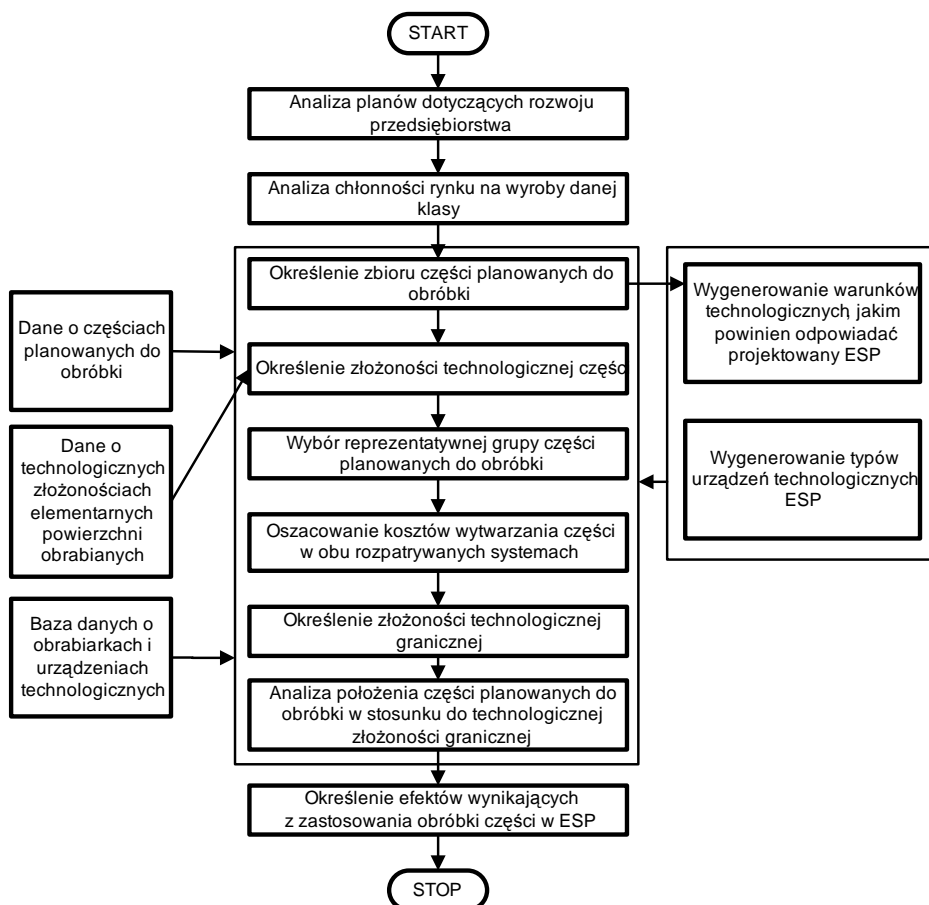 START
Analiza planów dotyczących rozwoju
przedsiębiorstwa
Analiza chłonności rynku na wyroby danej
klasy
Określenie zbioru części planowanych do
obróbki
Określenie złożoności technologicznej częśc
Wybór reprezentatywnej grupy części
planowanych do obróbki
Oszacowanie kosztów wytwarzania części
w obu rozpatrywanych systemach
Określenie złożoności technologicznej
granicznej
Analiza położenia części planowanych do
obróbki w stosunku do technologicznej
złożoności granicznej
Określenie efektów wynikających
z zastosowania obróbki części w ESP
STOP
Dane o częściach
planowanych do
obróbki
Dane o
technologicznych
złożonościach
elementarnych
powierzchni
obrabianych
Baza danych o
obrabiarkach i
urządzeniach
technologicznych
Wygenerowanie warunków
technologicznych, jakim
powinien odpowiadać
projektowany ESP
Wygenerowanie typów
urządzeń technologicznych
ESP